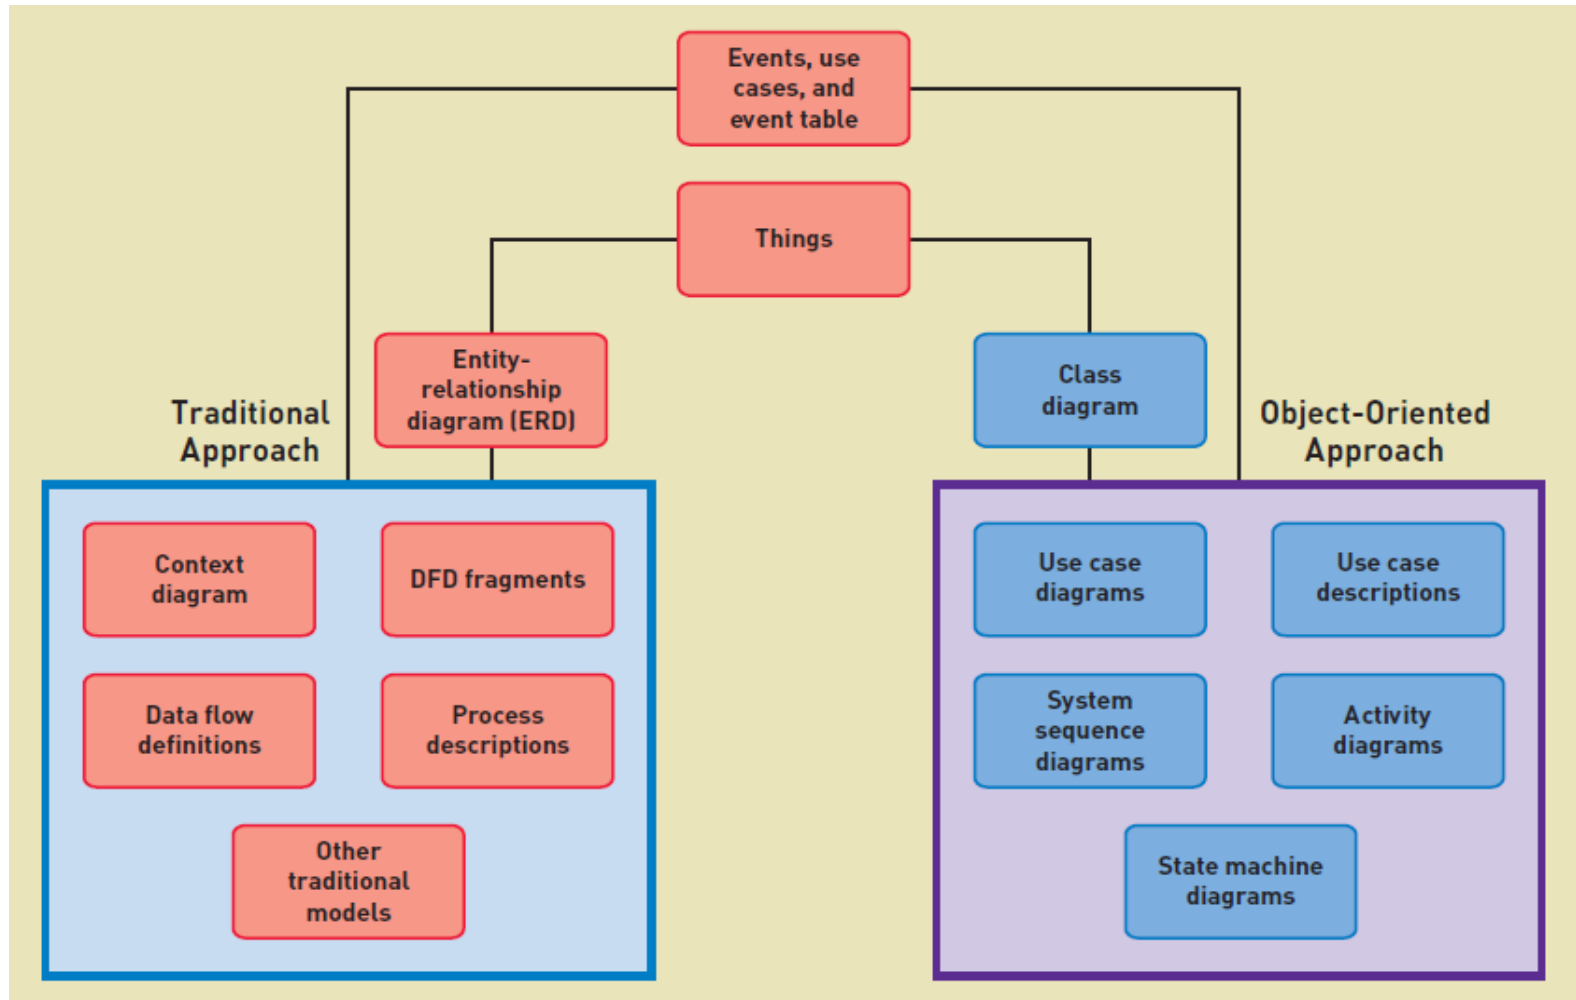 Events, use
cases, and
event table
Things
Entity-
relationship
diagram (ERD)
Class
diagram
Traditional
Approach
Object-Oriented
Approach
Context
diagram
DFD fragments
Use case
diagrams
Use case
descriptions
Data flow
definitions
Process
descriptions
System
sequence
diagrams
Activity
diagrams
Other
traditional
models
State machine
diagrams